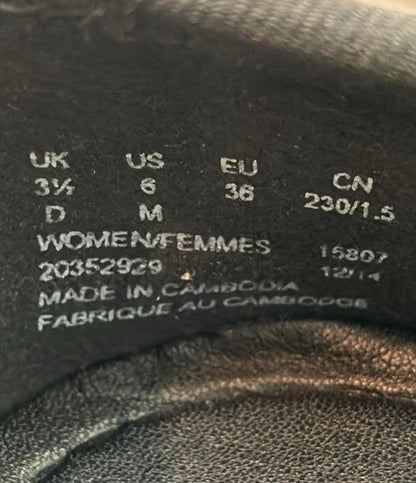 UK US EU CN
3½ 6 36 230/1.5
D M
WOMEN/FEMMES 15807
20352929 12/14
MADE IN CAMBODIA
FABRIQUE AU CAMBODGE